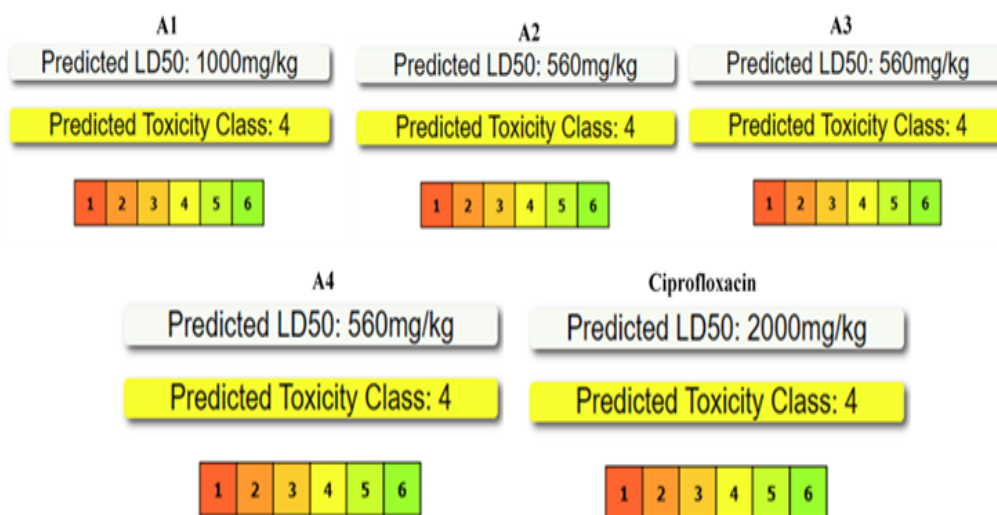 A1
Predicted LD50: 1000mg/kg
Predicted Toxicity Class: 4
1 2 3 4 5 6
A2
Predicted LD50: 560mg/kg
Predicted Toxicity Class: 4
1 2 3 4 5 6
A3
Predicted LD50: 560mg/kg
Predicted Toxicity Class: 4
1 2 3 4 5 6
A4
Predicted LD50: 560mg/kg
Predicted Toxicity Class: 4
1 2 3 4 5 6
Ciprofloxacin
Predicted LD50: 2000mg/kg
Predicted Toxicity Class: 4
1 2 3 4 5 6